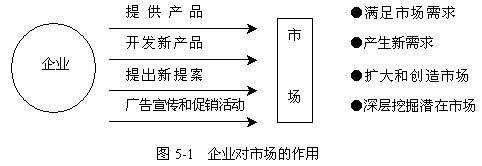 提供产品
●满足市场需求
开发新产品
市
●产生新需求
企业
提出新提案
场
●扩大和创造市场
广告宣传和促销活动
●深层挖掘潜在市场
图 5-1 企业对市场的作用